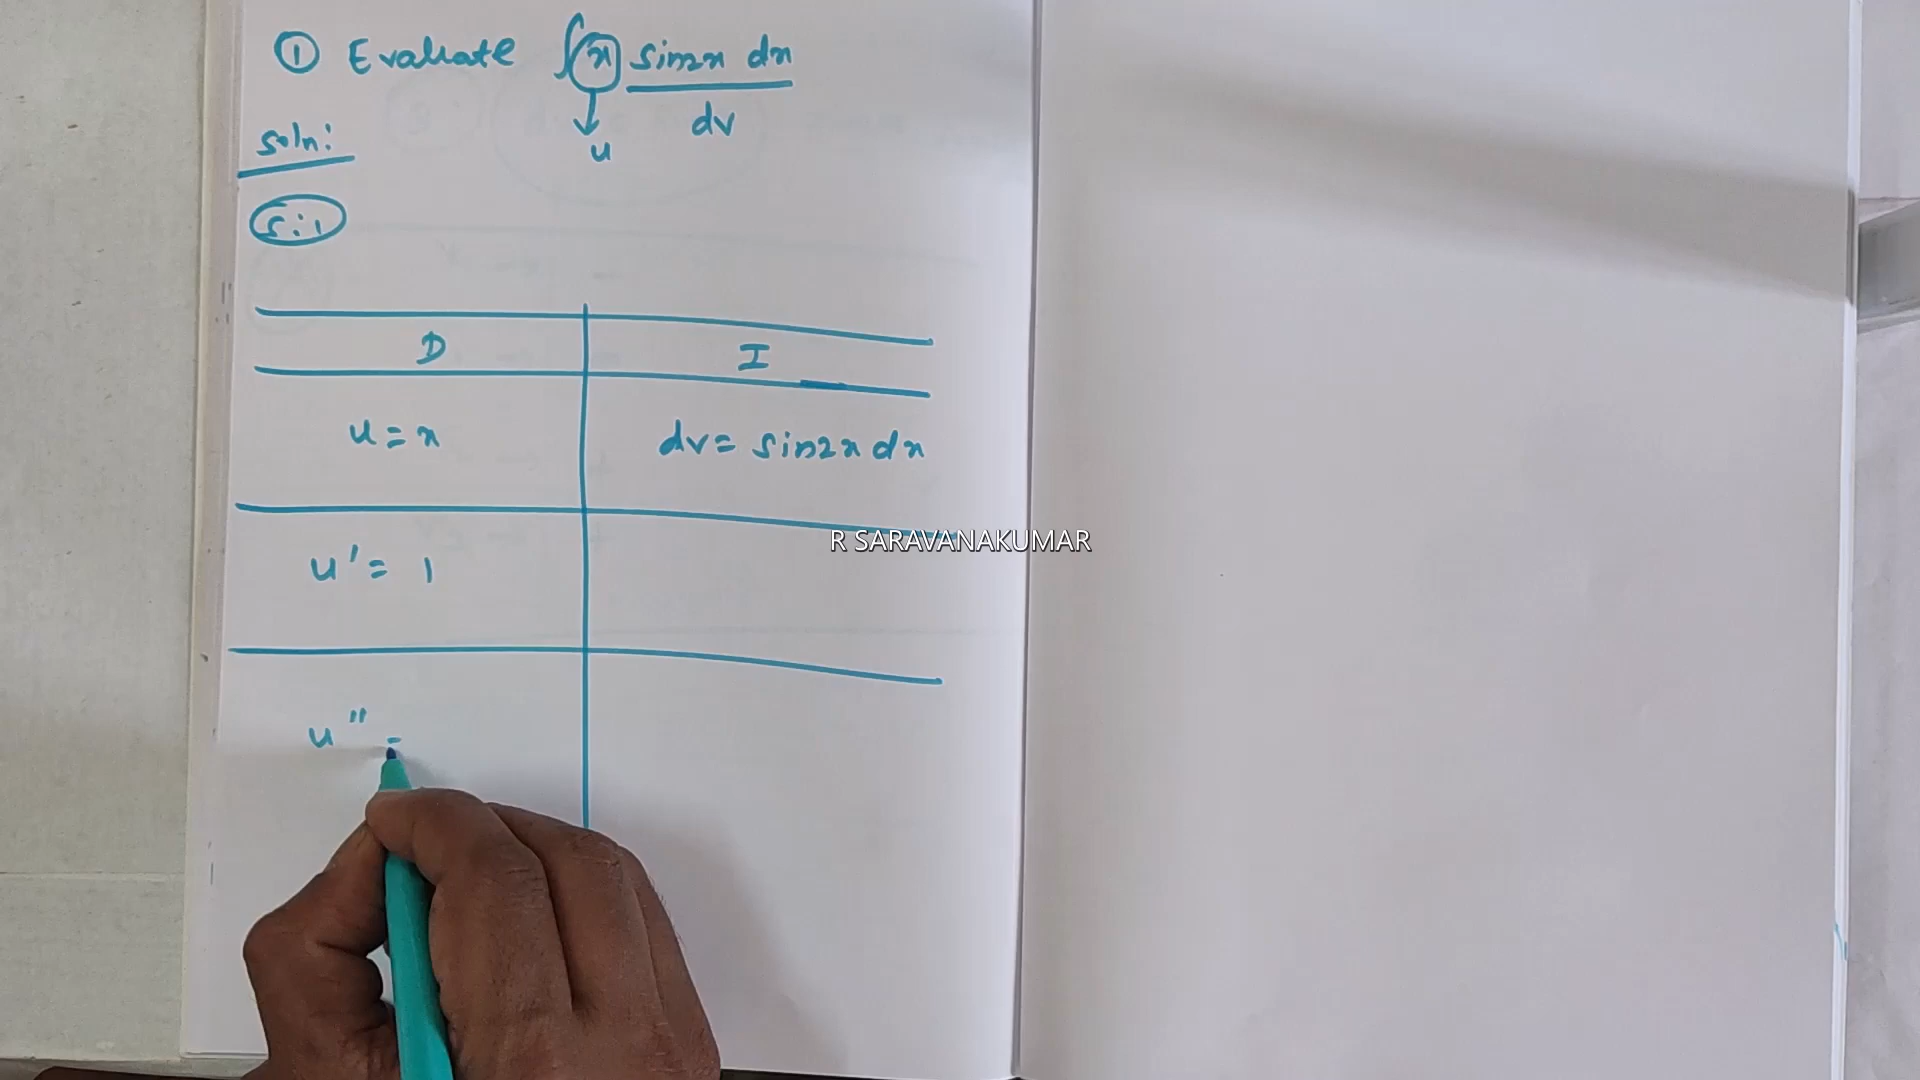 ① Evaluate ∫x sin2x dx
u dv
Soln:
S:1
D I
u = x dv = sin2x dx
R SARAVANAKUMAR
u' = 1
u'' =